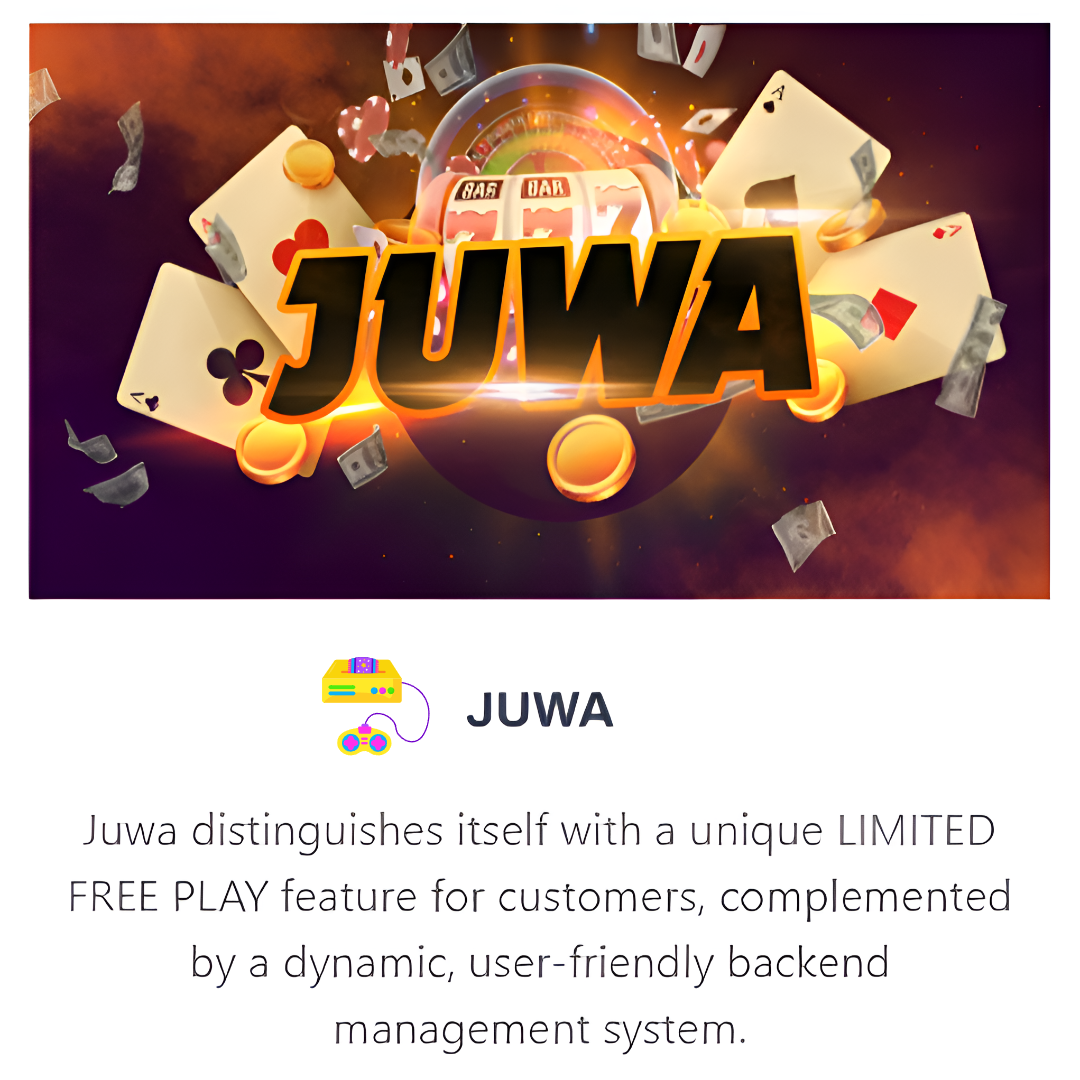 A
BAR BAR 7
JUWA
JUWA
Juwa distinguishes itself with a unique LIMITED
FREE PLAY feature for customers, complemented
by a dynamic, user-friendly backend
management system.